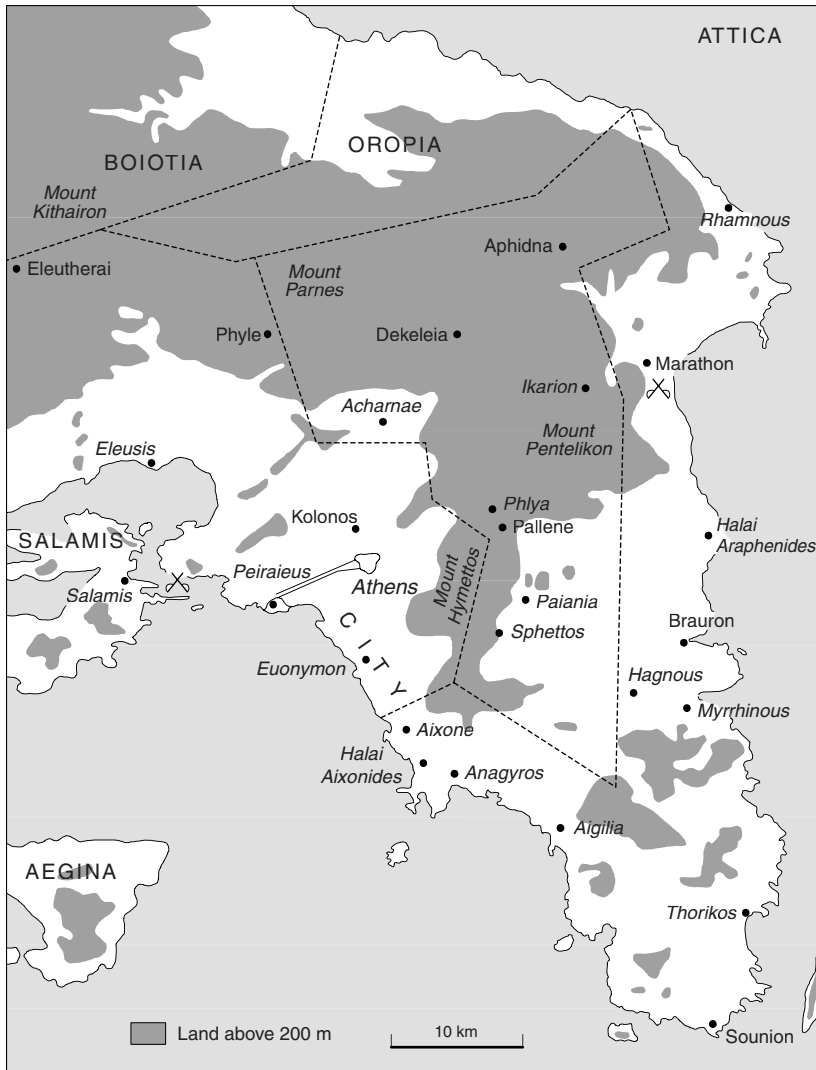 ATTICA
OROPIA
BOIOTIA
Mount
Kithairon
Rhamnous
Aphidna
Eleutherai
Mount
Parnes
Phyle
Dekeleia
Marathon
Ikarion
Acharnae
Mount
Pentelikon
Eleusis
Phlya
Kolonos
Pallene
Halai
Araphenides
SALAMIS
Peiraieus
Athens
Mount
Hymettos
Salamis
Paiania
CITY
Sphettos
Brauron
Euonymon
Hagnous
Myrrhinous
Aixone
Halai
Aixonides
Anagyros
Aigilia
AEGINA
Thorikos
Land above 200 m
10 km
Sounion